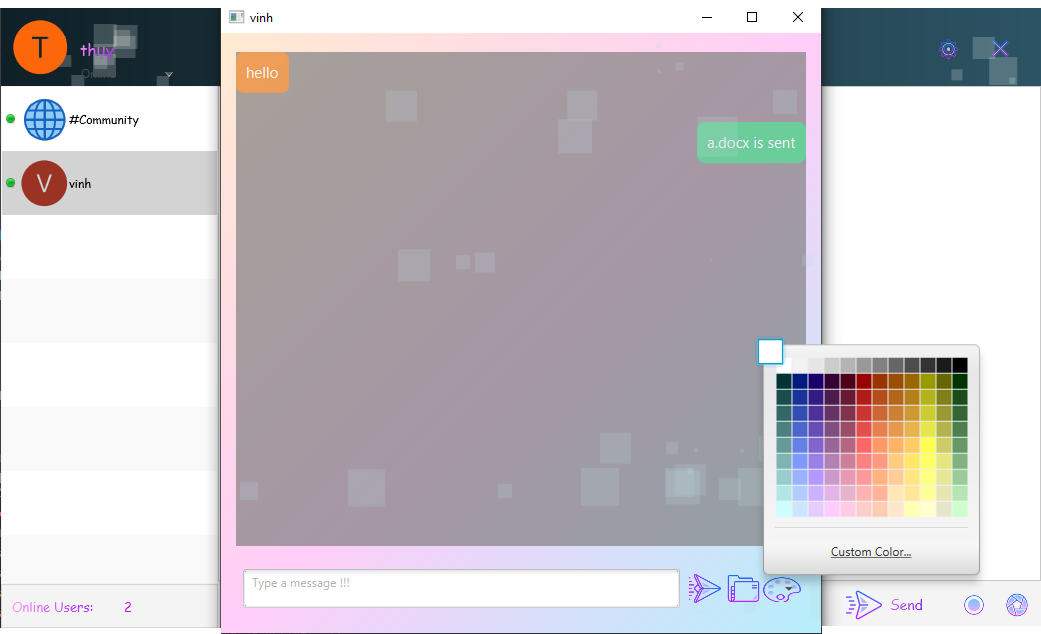 vinh
T
thuy
Online
hello
#Community
a.docx is sent
V
vinh
Custom Color...
Type a message !!!
Online Users:
2
Send